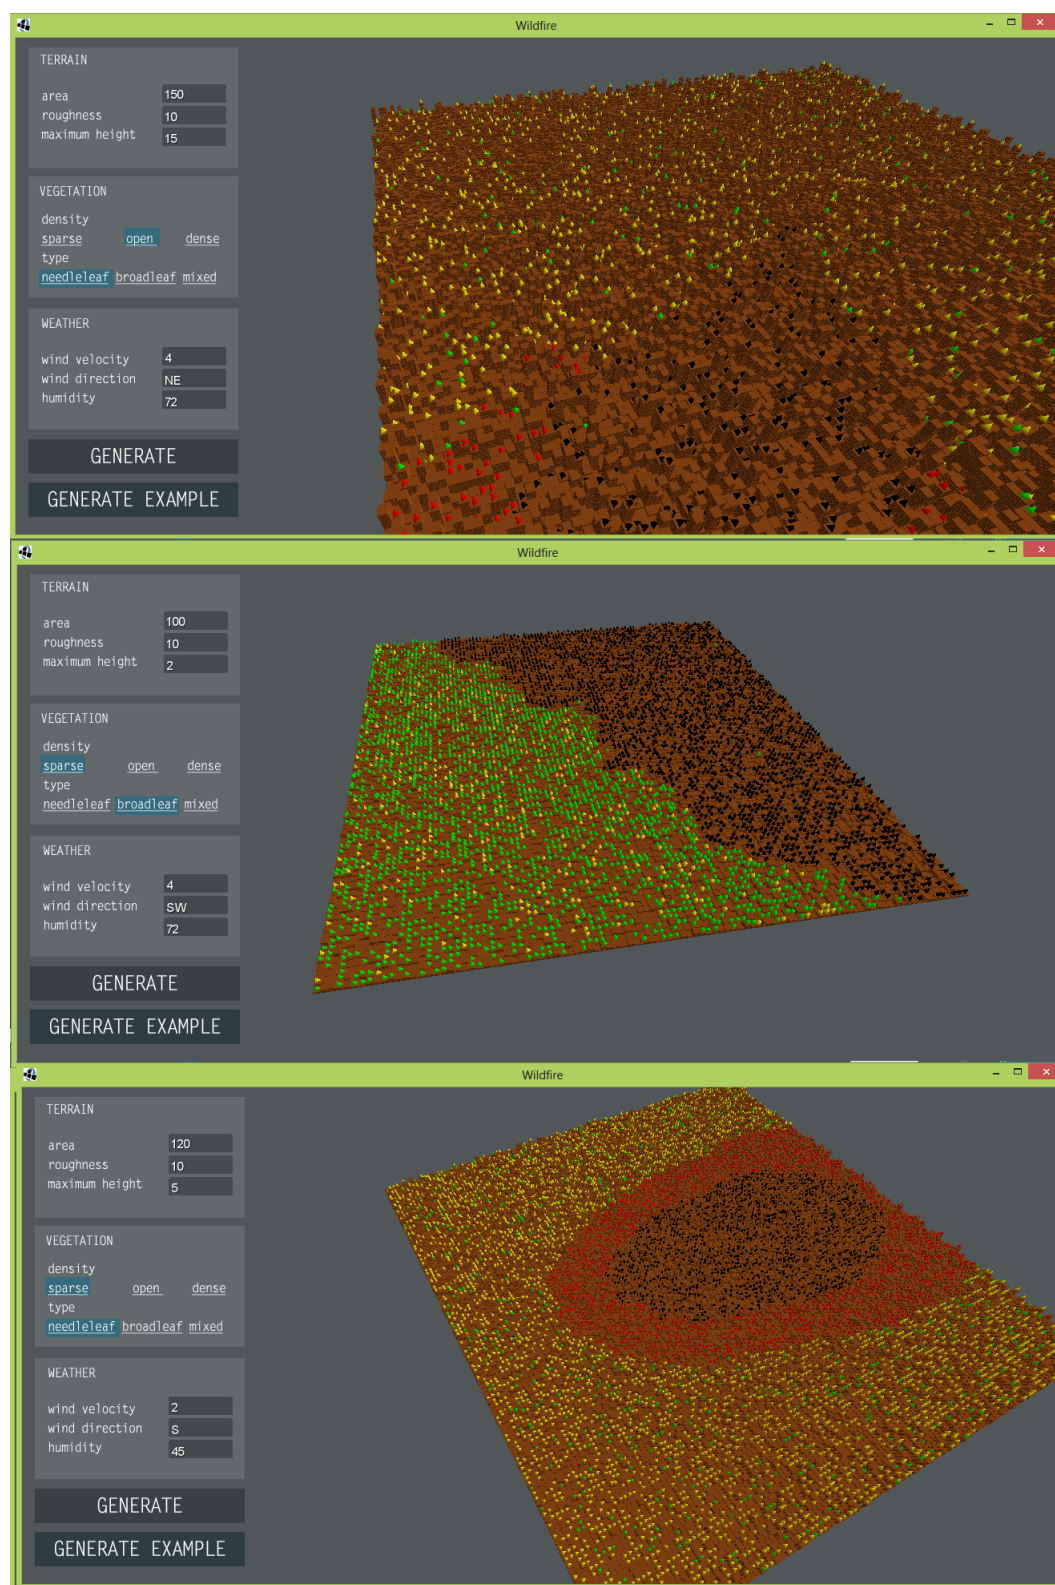 Wildfire
TERRAIN
area 150
roughness 10
maximum height 15
VEGETATION
density
sparse open dense
type
needleleaf broadleaf mixed
WEATHER
wind velocity 4
wind direction NE
humidity 72
GENERATE
GENERATE EXAMPLE
Wildfire
TERRAIN
area 100
roughness 10
maximum height 2
VEGETATION
density
sparse open dense
type
needleleaf broadleaf mixed
WEATHER
wind velocity 4
wind direction SW
humidity 72
GENERATE
GENERATE EXAMPLE
Wildfire
TERRAIN
area 120
roughness 10
maximum height 5
VEGETATION
density
sparse open dense
type
needleleaf broadleaf mixed
WEATHER
wind velocity 2
wind direction S
humidity 45
GENERATE
GENERATE EXAMPLE